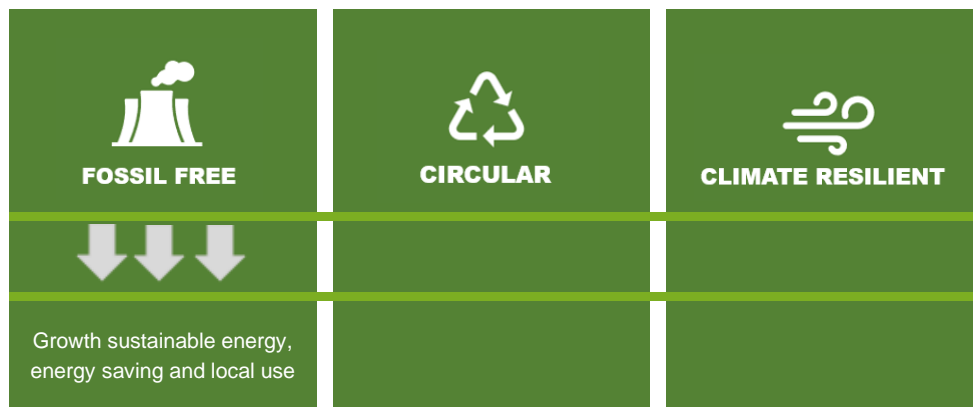 FOSSIL FREE
CIRCULAR
CLIMATE RESILIENT
Growth sustainable energy,
energy saving and local use